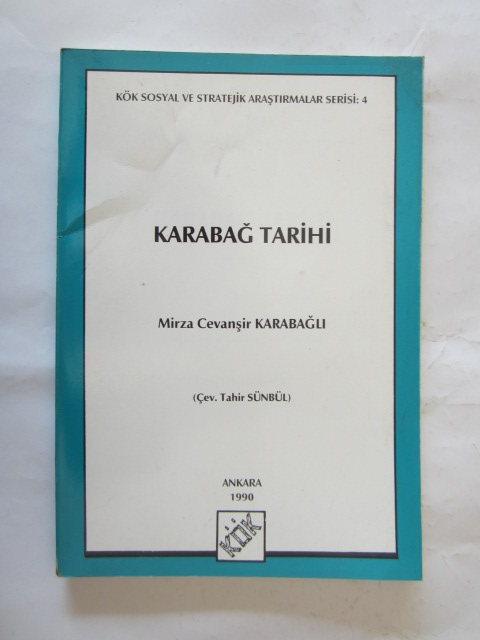 KÖK SOSYAL VE STRATEJİK ARAŞTIRMALAR SERİSİ: 4
KARABAĞ TARİHİ
Mirza Cevanşir KARABAĞLI
(Çev. Tahir SÜNBÜL)
ANKARA
1990
KÖK